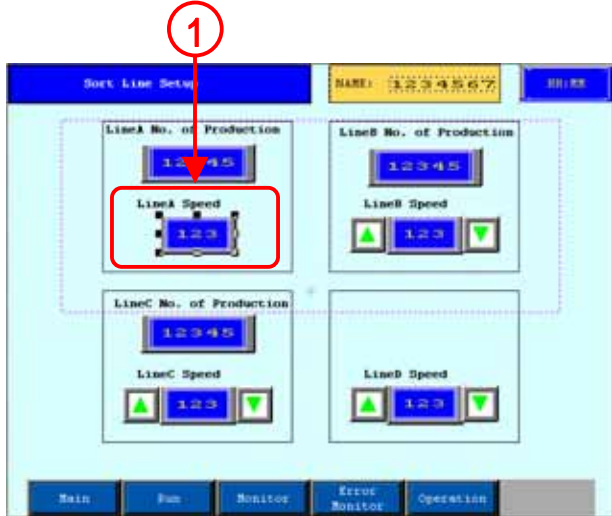 1
Sort Line Setup
NAME: 1234567
HH:MM
LineA No. of Production
12345
LineA Speed
123
LineB No. of Production
12345
LineB Speed
123
LineC No. of Production
12345
LineC Speed
123
LineD Speed
123
Main
Run
Monitor
Error
Monitor
Operation